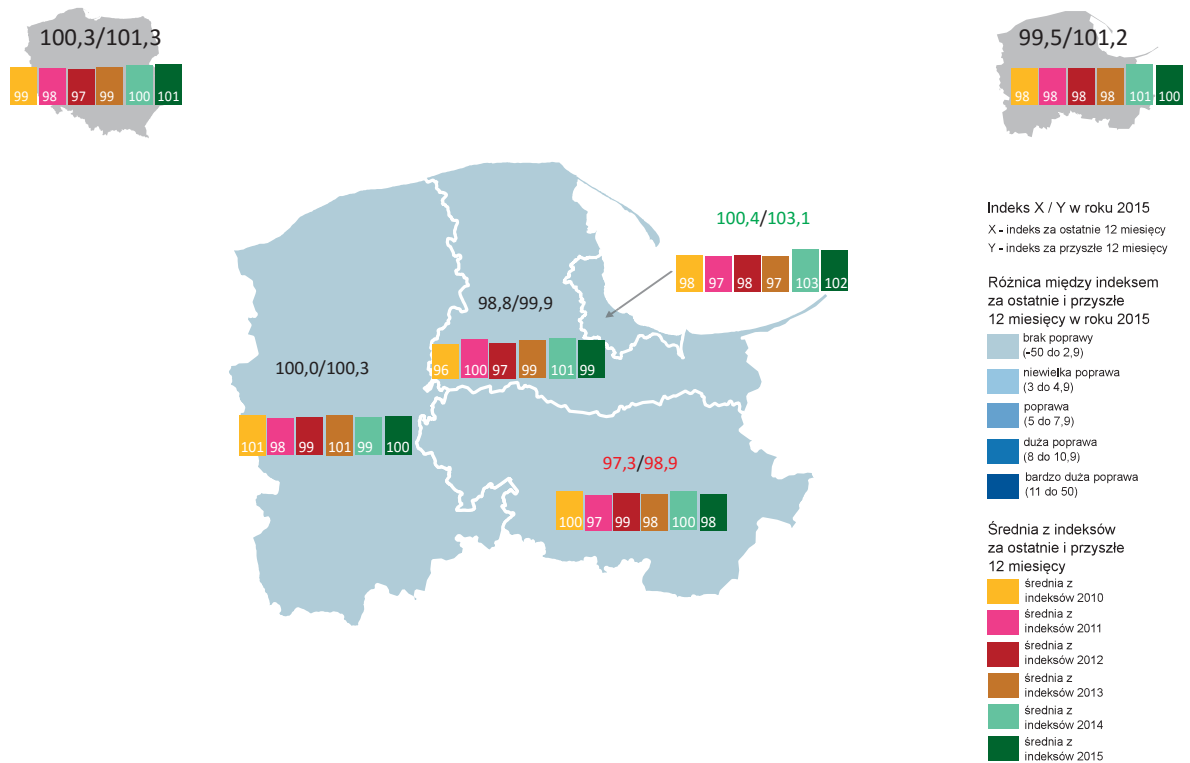 100,3/101,3
99 98 97 99 100 101
99,5/101,2
98 98 98 98 101 100
100,4/103,1
98 97 98 97 103 102
98,8/99,9
96 100 97 99 101 99
100,0/100,3
101 98 99 101 99 100
97,3/98,9
100 97 99 98 100 98
Indeks X / Y w roku 2015
X - indeks za ostatnie 12 miesięcy
Y - indeks za przyszłe 12 miesięcy
Różnica między indeksem
za ostatnie i przyszłe
12 miesięcy w roku 2015
brak poprawy
(-50 do 2,9)
niewielka poprawa
(3 do 4,9)
poprawa
(5 do 7,9)
duża poprawa
(8 do 10,9)
bardzo duża poprawa
(11 do 50)
Średnia z indeksów
za ostatnie i przyszłe
12 miesięcy
średnia z
indeksów 2010
średnia z
indeksów 2011
średnia z
indeksów 2012
średnia z
indeksów 2013
średnia z
indeksów 2014
średnia z
indeksów 2015